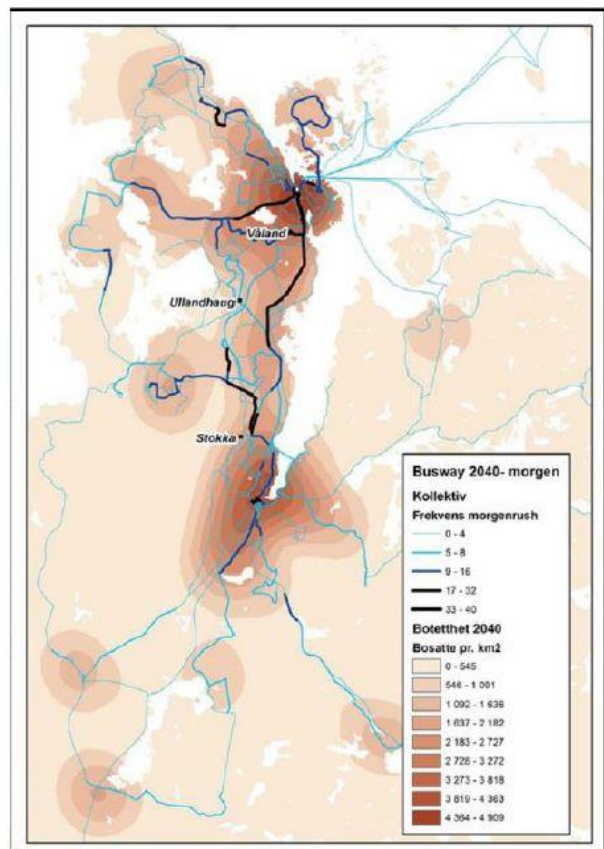 Våland
Ullandhaug
Stokka
Busway 2040- morgen
Kollektiv
Frekvens morgenrush
0 - 4
5 - 8
9 - 16
17 - 32
33 - 40
Botetthet 2040
Bosatte pr. km2
0 - 545
546 - 1 091
1 092 - 1 636
1 637 - 2 182
2 183 - 2 727
2 728 - 3 272
3 273 - 3 818
3 819 - 4 363
4 364 - 4 909